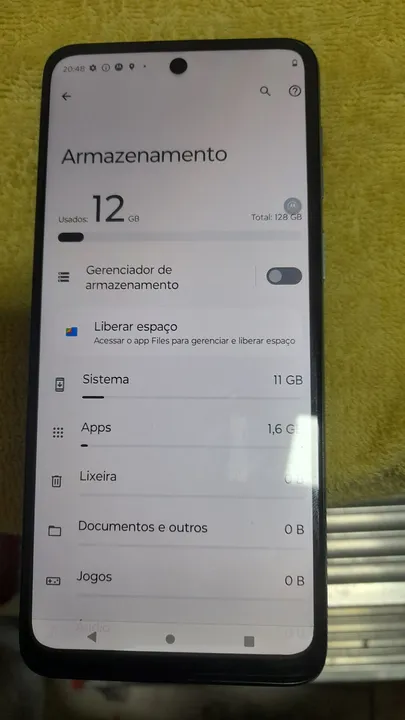 20:48
Armazenamento
Usados: 12 GB
Total: 128 GB
Gerenciador de
armazenamento
Liberar espaço
Acessar o app Files para gerenciar e liberar espaço
Sistema 11 GB
Apps 1,6 GB
Lixeira 0 B
Documentos e outros 0 B
Jogos 0 B